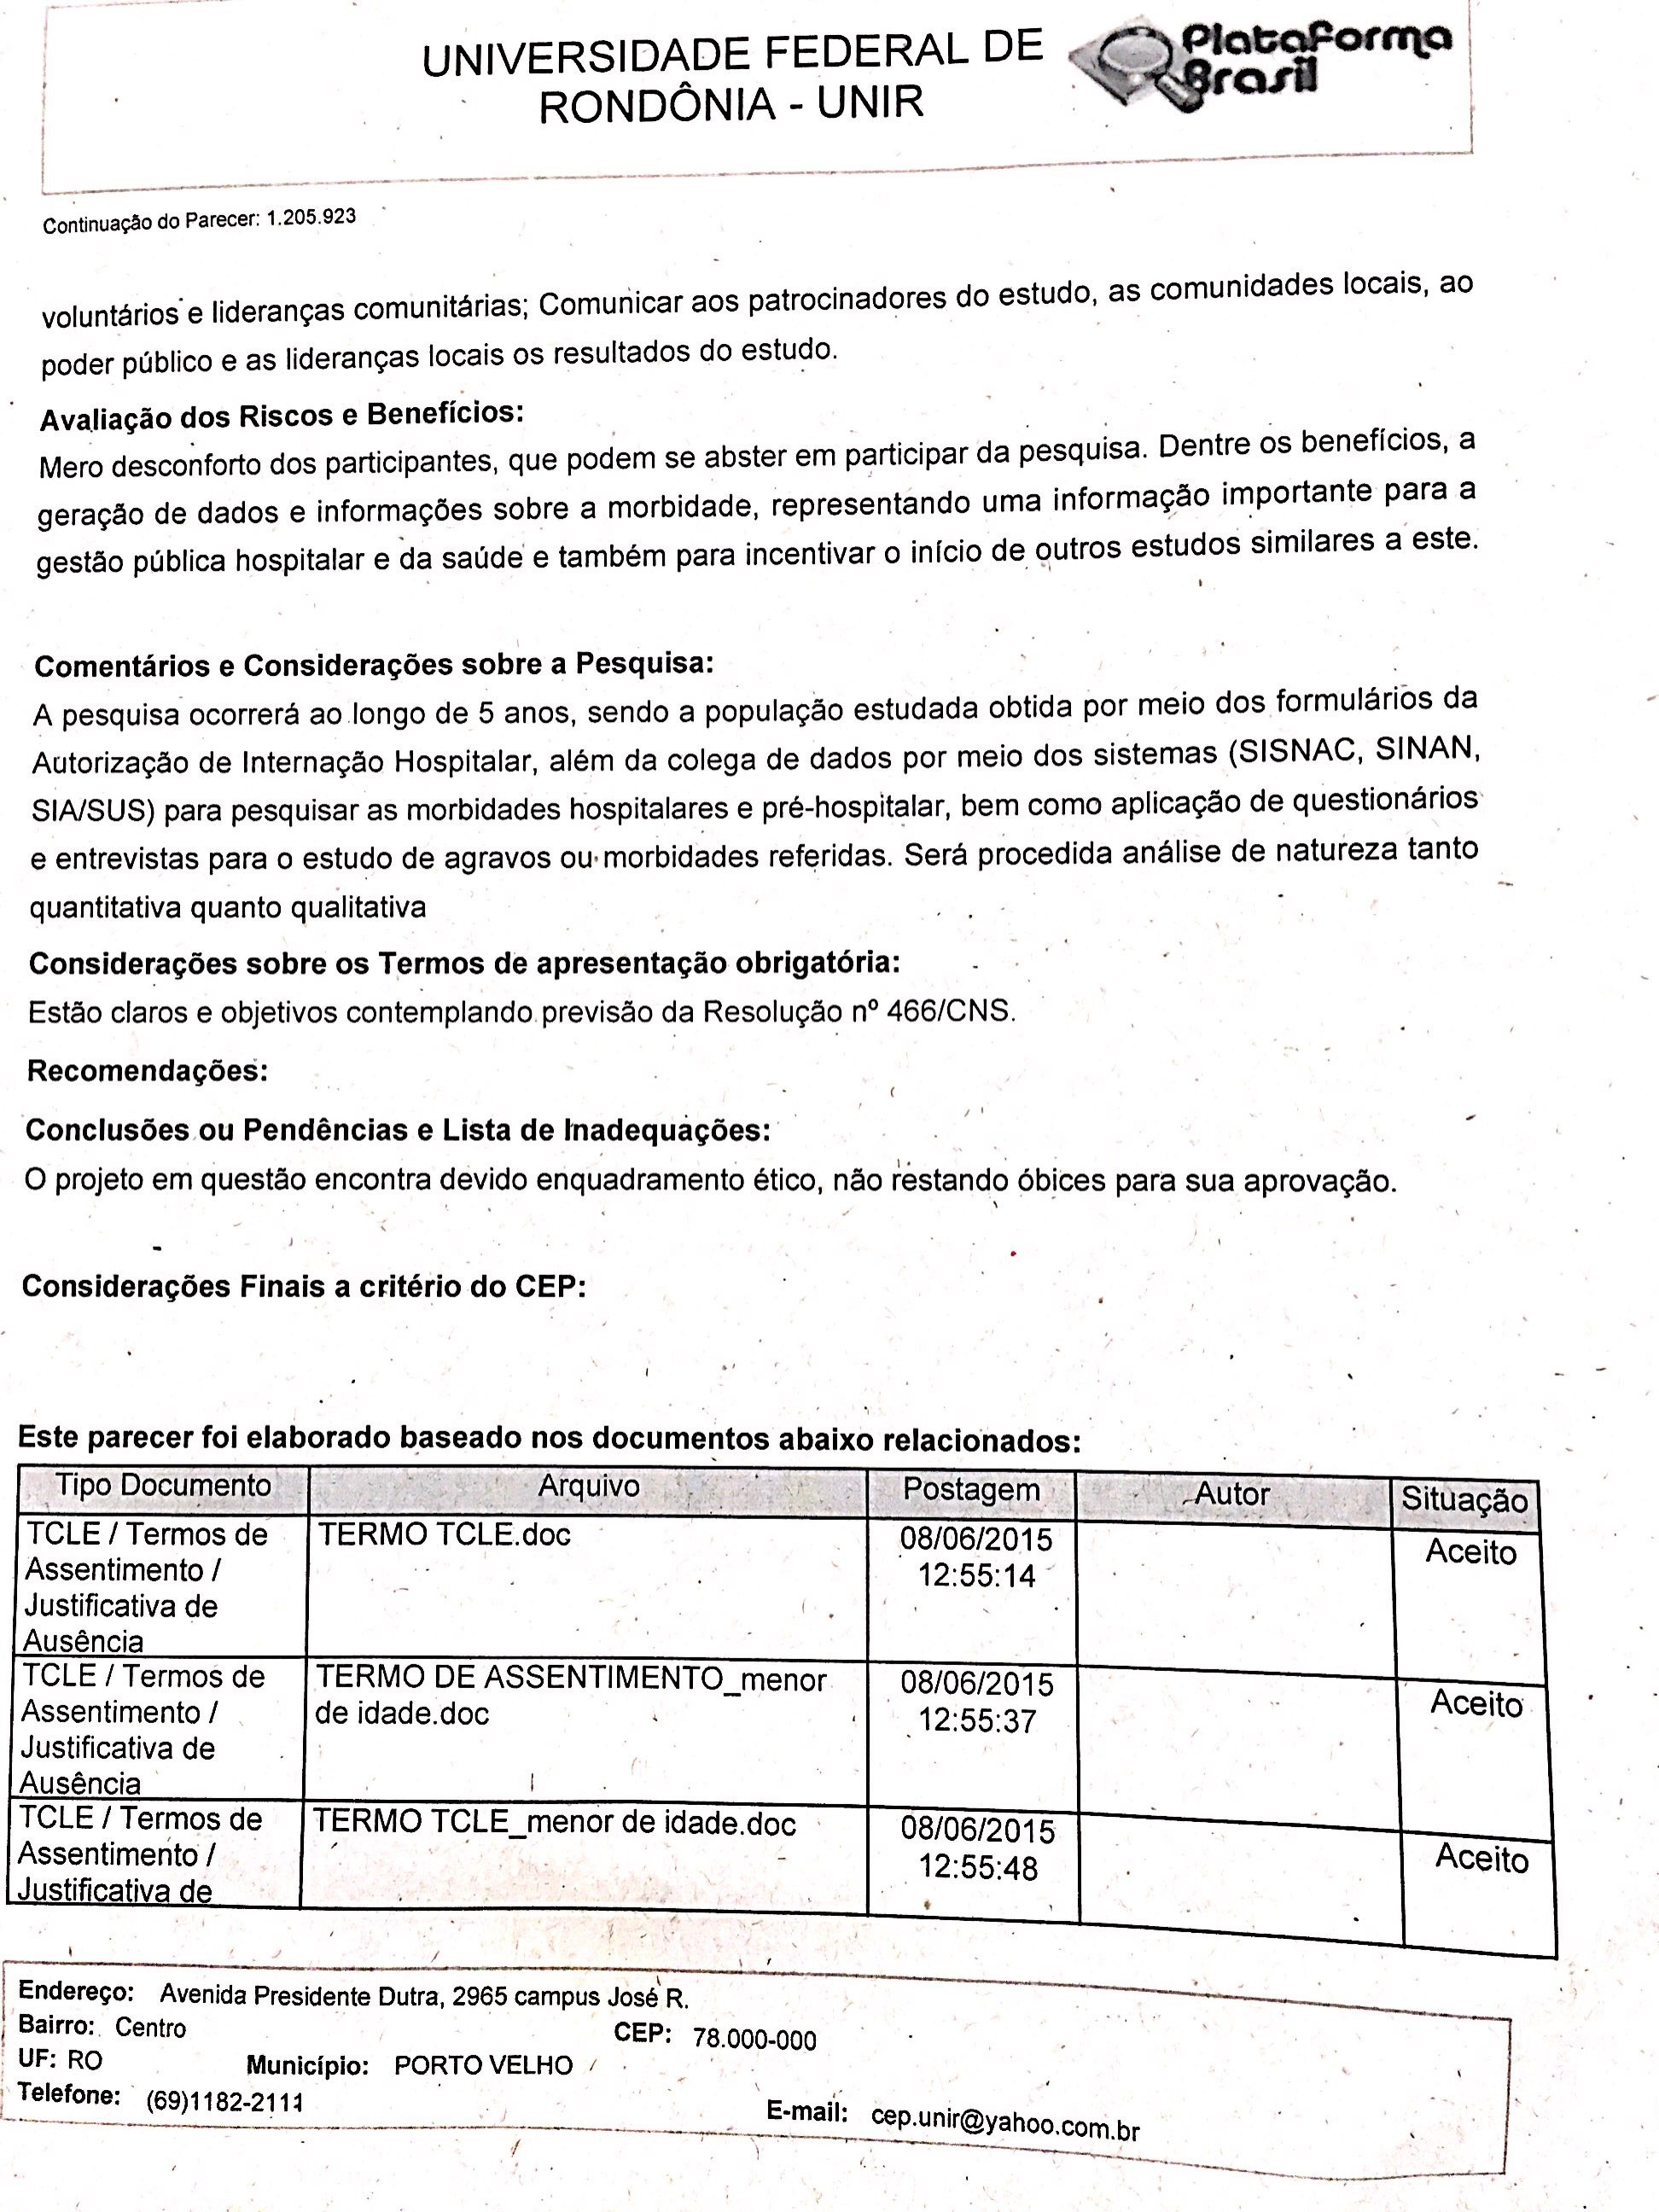 UNIVERSIDADE FEDERAL DE
RONDÔNIA - UNIR
PlataForma
Brasil
Continuação do Parecer: 1.205.923
voluntários e lideranças comunitárias; Comunicar aos patrocinadores do estudo, as comunidades locais, ao
poder público e as lideranças locais os resultados do estudo.
Avaliação dos Riscos e Benefícios:
Mero desconforto dos participantes, que podem se abster em participar da pesquisa. Dentre os benefícios, a
geração de dados e informações sobre a morbidade, representando uma informação importante para a
gestão pública hospitalar e da saúde e também para incentivar o início de outros estudos similares a este.
Comentários e Considerações sobre a Pesquisa:
A pesquisa ocorrerá ao longo de 5 anos, sendo a população estudada obtida por meio dos formulários da
Autorização de Internação Hospitalar, além da colega de dados por meio dos sistemas (SISNAC, SINAN,
SIA/SUS) para pesquisar as morbidades hospitalares e pré-hospitalar, bem como aplicação de questionários
e entrevistas para o estudo de agravos ou morbidades referidas. Será procedida análise de natureza tanto
quantitativa quanto qualitativa
Considerações sobre os Termos de apresentação obrigatória:
Estão claros e objetivos contemplando previsão da Resolução nº 466/CNS.
Recomendações:
Conclusões ou Pendências e Lista de Inadequações:
O projeto em questão encontra devido enquadramento ético, não restando óbices para sua aprovação.
Considerações Finais a critério do CEP:
Este parecer foi elaborado baseado nos documentos abaixo relacionados:
Tipo Documento Arquivo Postagem Autor Situação
TCLE / Termos de TERMO TCLE.doc 08/06/2015 Aceito
Assentimento / 12:55:14
Justificativa de
Ausência
TCLE / Termos de TERMO DE ASSENTIMENTO_menor 08/06/2015 Aceito
Assentimento / de idade.doc 12:55:37
Justificativa de
Ausência
TCLE / Termos de TERMO TCLE_menor de idade.doc 08/06/2015 Aceito
Assentimento / 12:55:48
Justificativa de
Endereço: Avenida Presidente Dutra, 2965 campus José R.
Bairro: Centro CEP: 78.000-000
UF: RO Município: PORTO VELHO
Telefone: (69)1182-2111 E-mail: cep.unir@yahoo.com.br